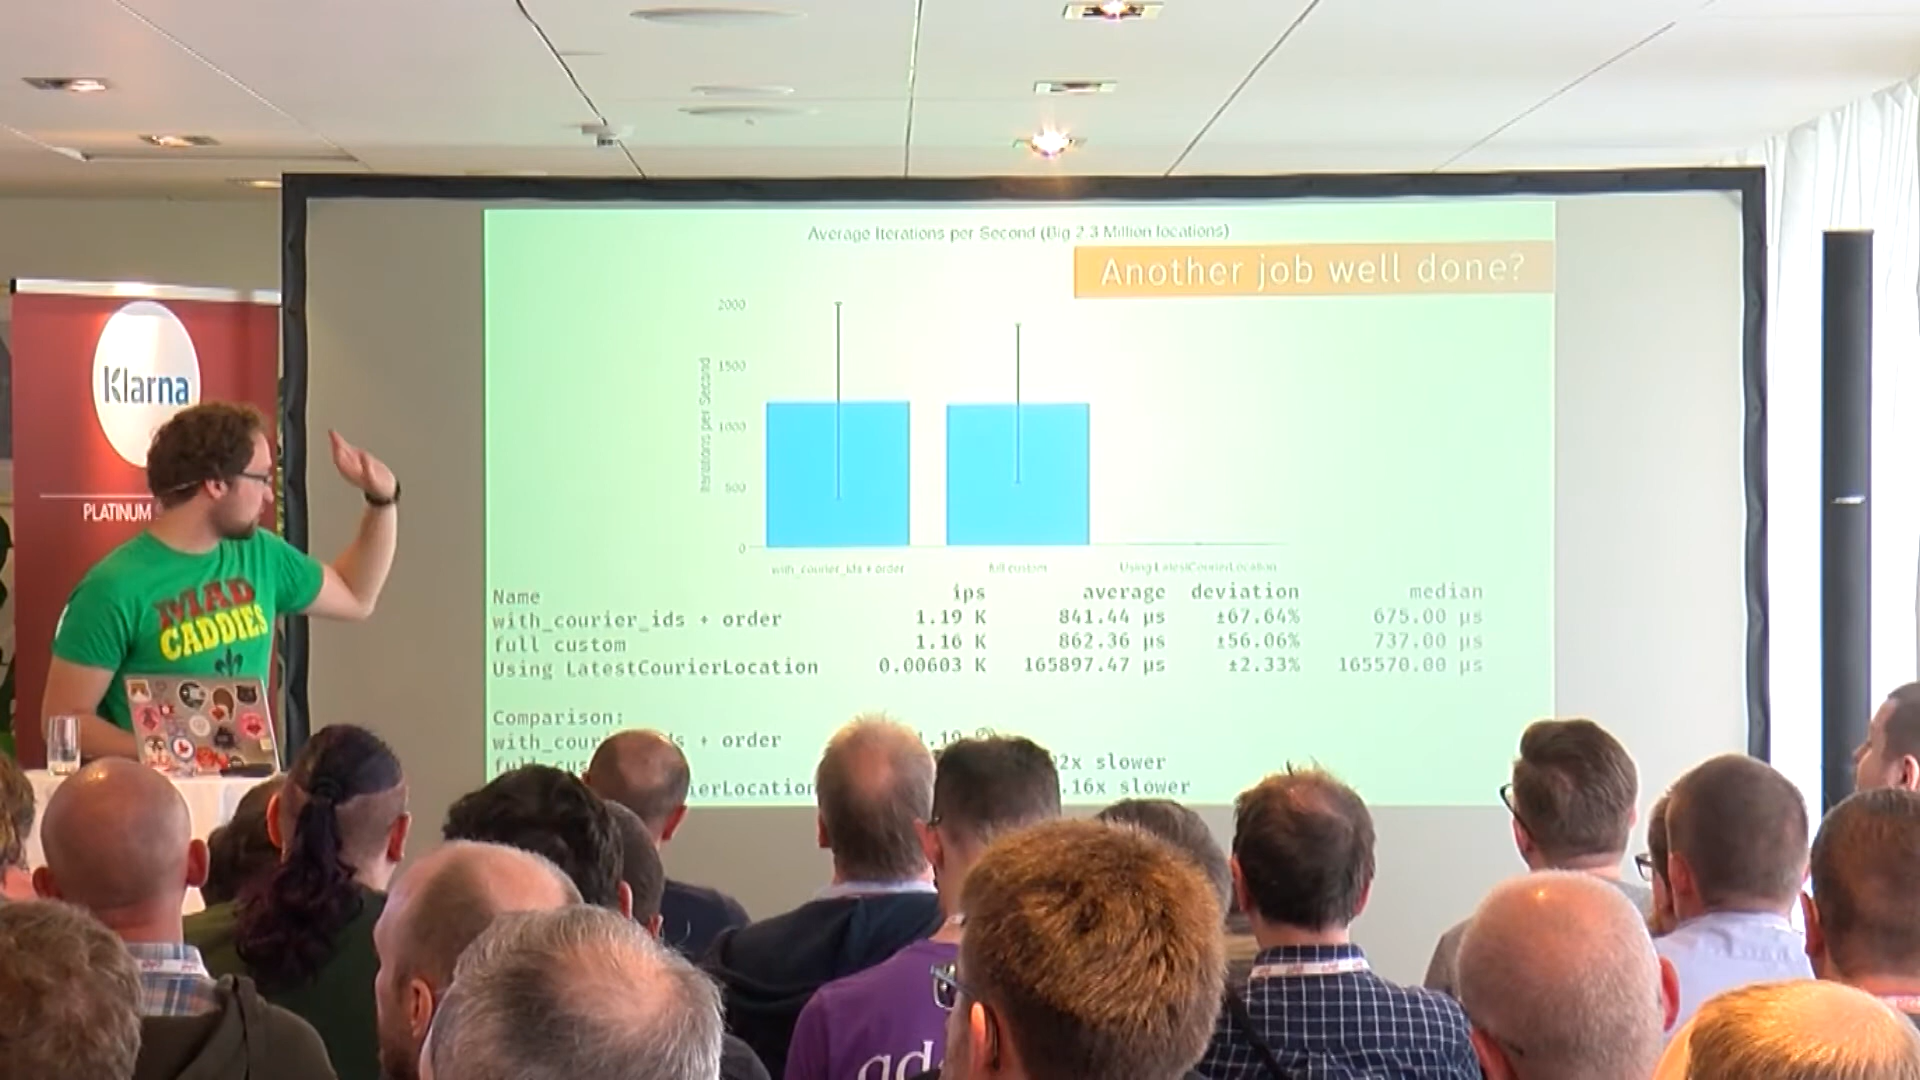 Average Iterations per Second (Big 2.3 Million locations)
Another job well done?
2000
1500
1000
500
0
Iterations per Second
with_courier_ids + order
full custom
Using LatestCourierLocation
Name ips average deviation median
with_courier_ids + order 1.19 K 841.44 µs ±67.64% 675.00 µs
full custom 1.16 K 862.36 µs ±56.06% 737.00 µs
Using LatestCourierLocation 0.00603 K 165897.47 µs ±2.33% 165570.00 µs
Comparison:
+ order
slower
.16x slower
Klarna
PLATINUM
MAD
CADDIES